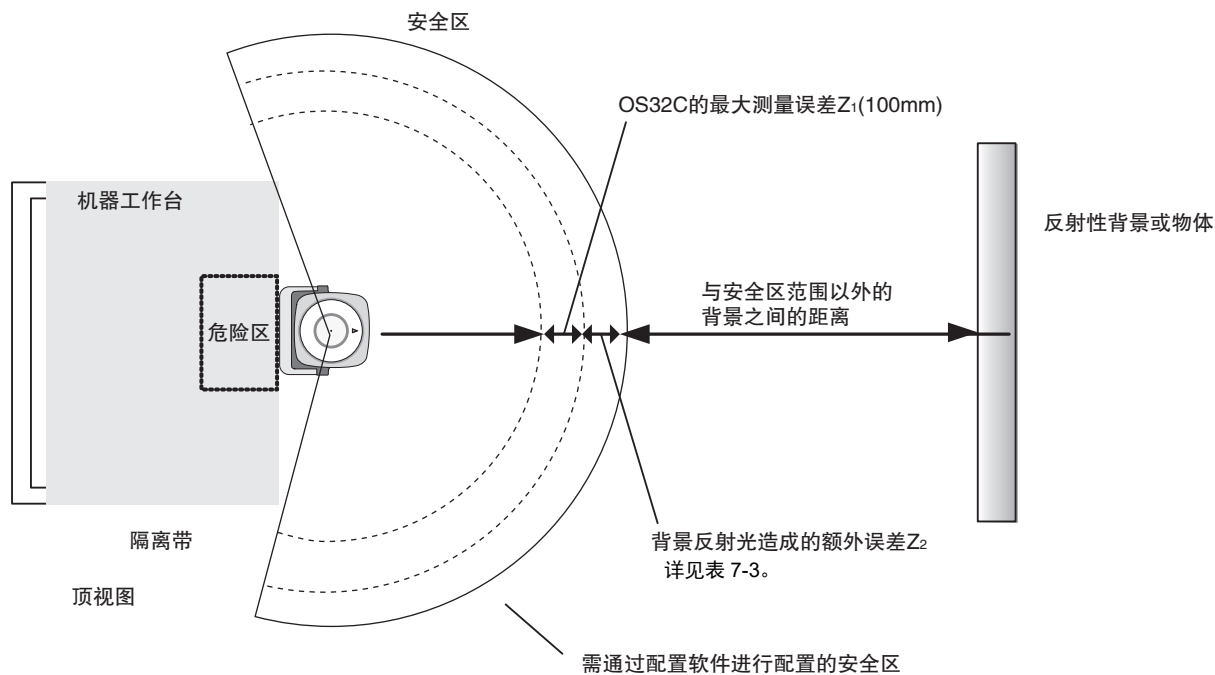 安全区
OS32C的最大测量误差Z1(100mm)
机器工作台
反射性背景或物体
与安全区范围以外的
背景之间的距离
危险区
隔离带
背景反射光造成的额外误差Z2
详见表 7-3。
顶视图
需通过配置软件进行配置的安全区